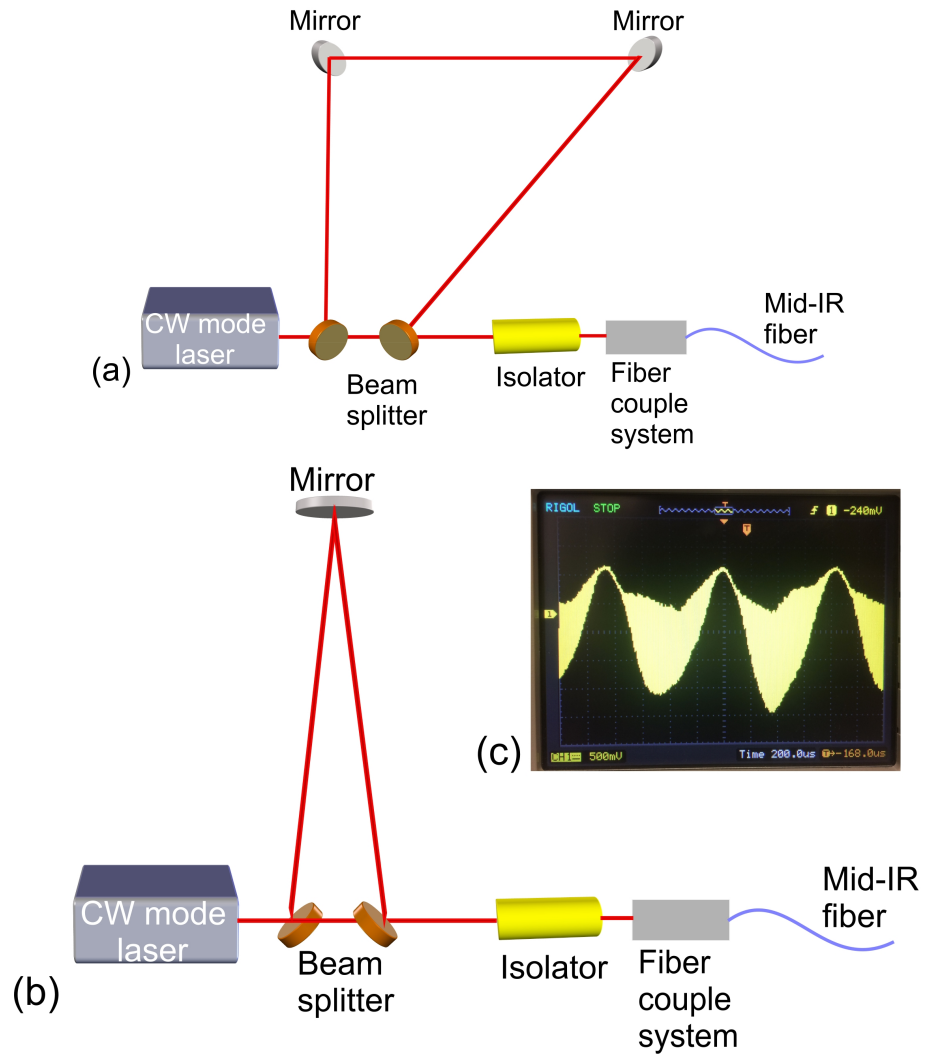 Mirror
Mirror
CW mode
laser
(a)
Beam
splitter
Isolator
Fiber
couple
system
Mid-IR
fiber
Mirror
RIGOL STOP
T
1 -240mV
T
1
CH1 500mV
Time 200.0us T→-168.0us
(c)
CW mode
laser
(b)
Beam
splitter
Isolator
Fiber
couple
system
Mid-IR
fiber